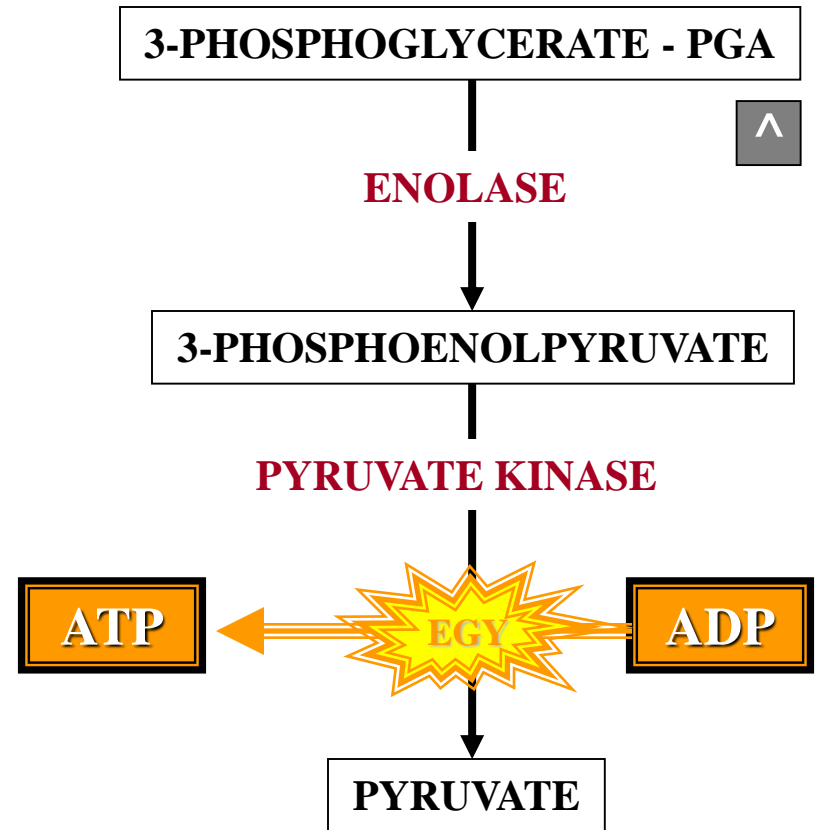 3-PHOSPHOGLYCERATE - PGA
^
ENOLASE
3-PHOSPHOENOLPYRUVATE
PYRUVATE KINASE
ATP EGY ADP
PYRUVATE